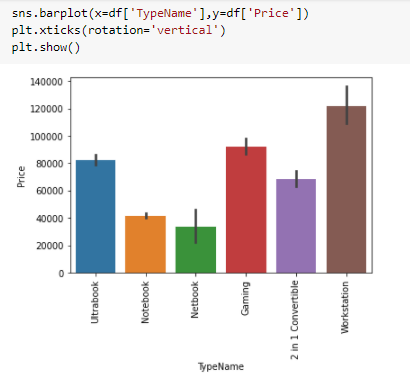 sns.barplot(x=df['TypeName'],y=df['Price'])
plt.xticks(rotation='vertical')
plt.show()
140000
120000
100000
80000
60000
40000
20000
0
Price
Ultrabook
Notebook
Netbook
Gaming
2 in 1 Convertible
Workstation
TypeName